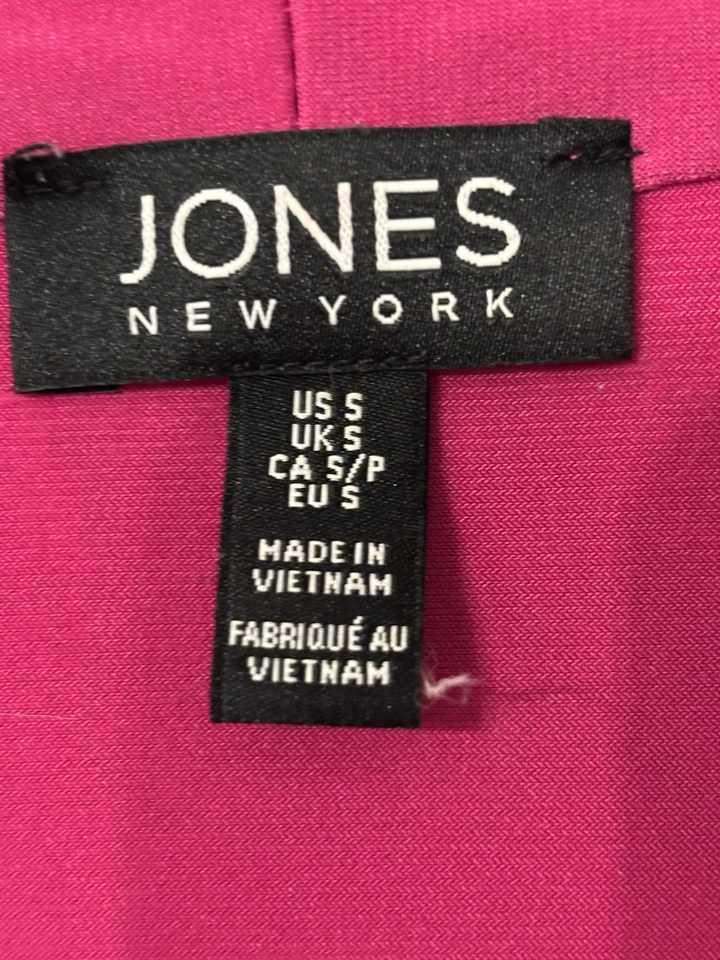 JONES
NEW YORK
US S
UK S
CA S/P
EU S
MADE IN
VIETNAM
FABRIQUÉ AU
VIETNAM